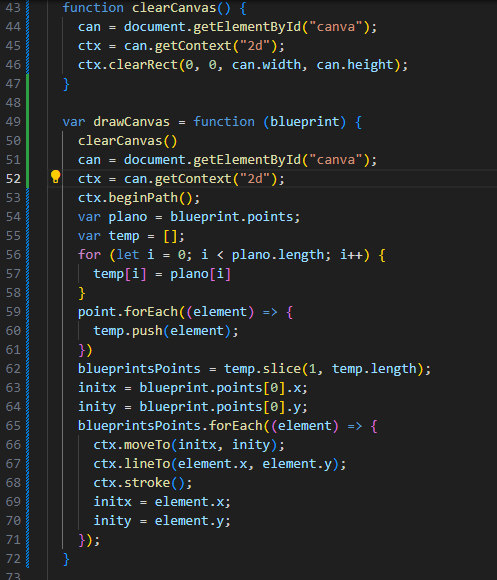 43 function clearCanvas() {
44 can = document.getElementById("canva");
45 ctx = can.getContext("2d");
46 ctx.clearRect(0, 0, can.width, can.height);
47 }
48
49 var drawCanvas = function (blueprint) {
50 clearCanvas()
51 can = document.getElementById("canva");
52 ctx = can.getContext("2d");
53 ctx.beginPath();
54 var plano = blueprint.points;
55 var temp = [];
56 for (let i = 0; i < plano.length; i++) {
57 temp[i] = plano[i]
58 }
59 point.forEach((element) => {
60 temp.push(element);
61 })
62 blueprintsPoints = temp.slice(1, temp.length);
63 initx = blueprint.points[0].x;
64 inity = blueprint.points[0].y;
65 blueprintsPoints.forEach((element) => {
66 ctx.moveTo(initx, inity);
67 ctx.lineTo(element.x, element.y);
68 ctx.stroke();
69 initx = element.x;
70 inity = element.y;
71 });
72 }
73